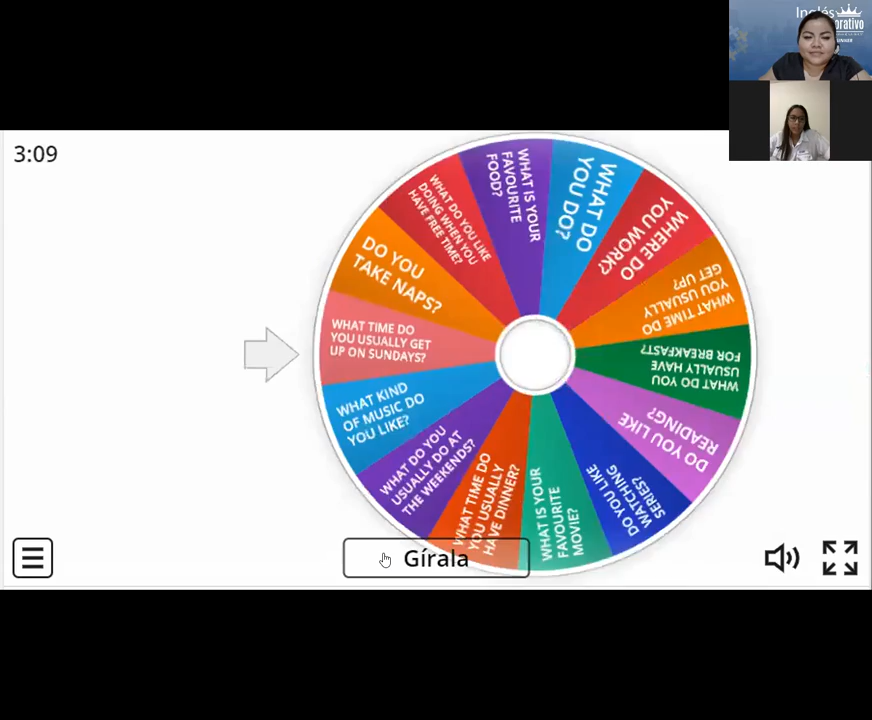 Inglés
orativo
3:09
WHAT IS YOUR
FAVOURITE
FOOD?
WHAT DO
YOU DO?
WHERE DO
YOU WORK?
WHAT TIME DO
YOU USUALLY
GET UP?
WHAT DO YOU
USUALLY HAVE
FOR BREAKFAST?
DO YOU LIKE
READING?
DO YOU LIKE
WATCHING
SERIES?
WHAT IS YOUR
FAVOURITE
MOVIE?
WHAT TIME DO
YOU USUALLY
HAVE DINNER?
WHAT DO YOU
USUALLY DO AT
THE WEEKENDS?
WHAT KIND
OF MUSIC DO
YOU LIKE?
WHAT TIME DO
YOU USUALLY GET
UP ON SUNDAYS?
DO YOU
TAKE NAPS?
WHAT DO YOU LIKE
DOING WHEN YOU
HAVE FREE TIME?
Gírala